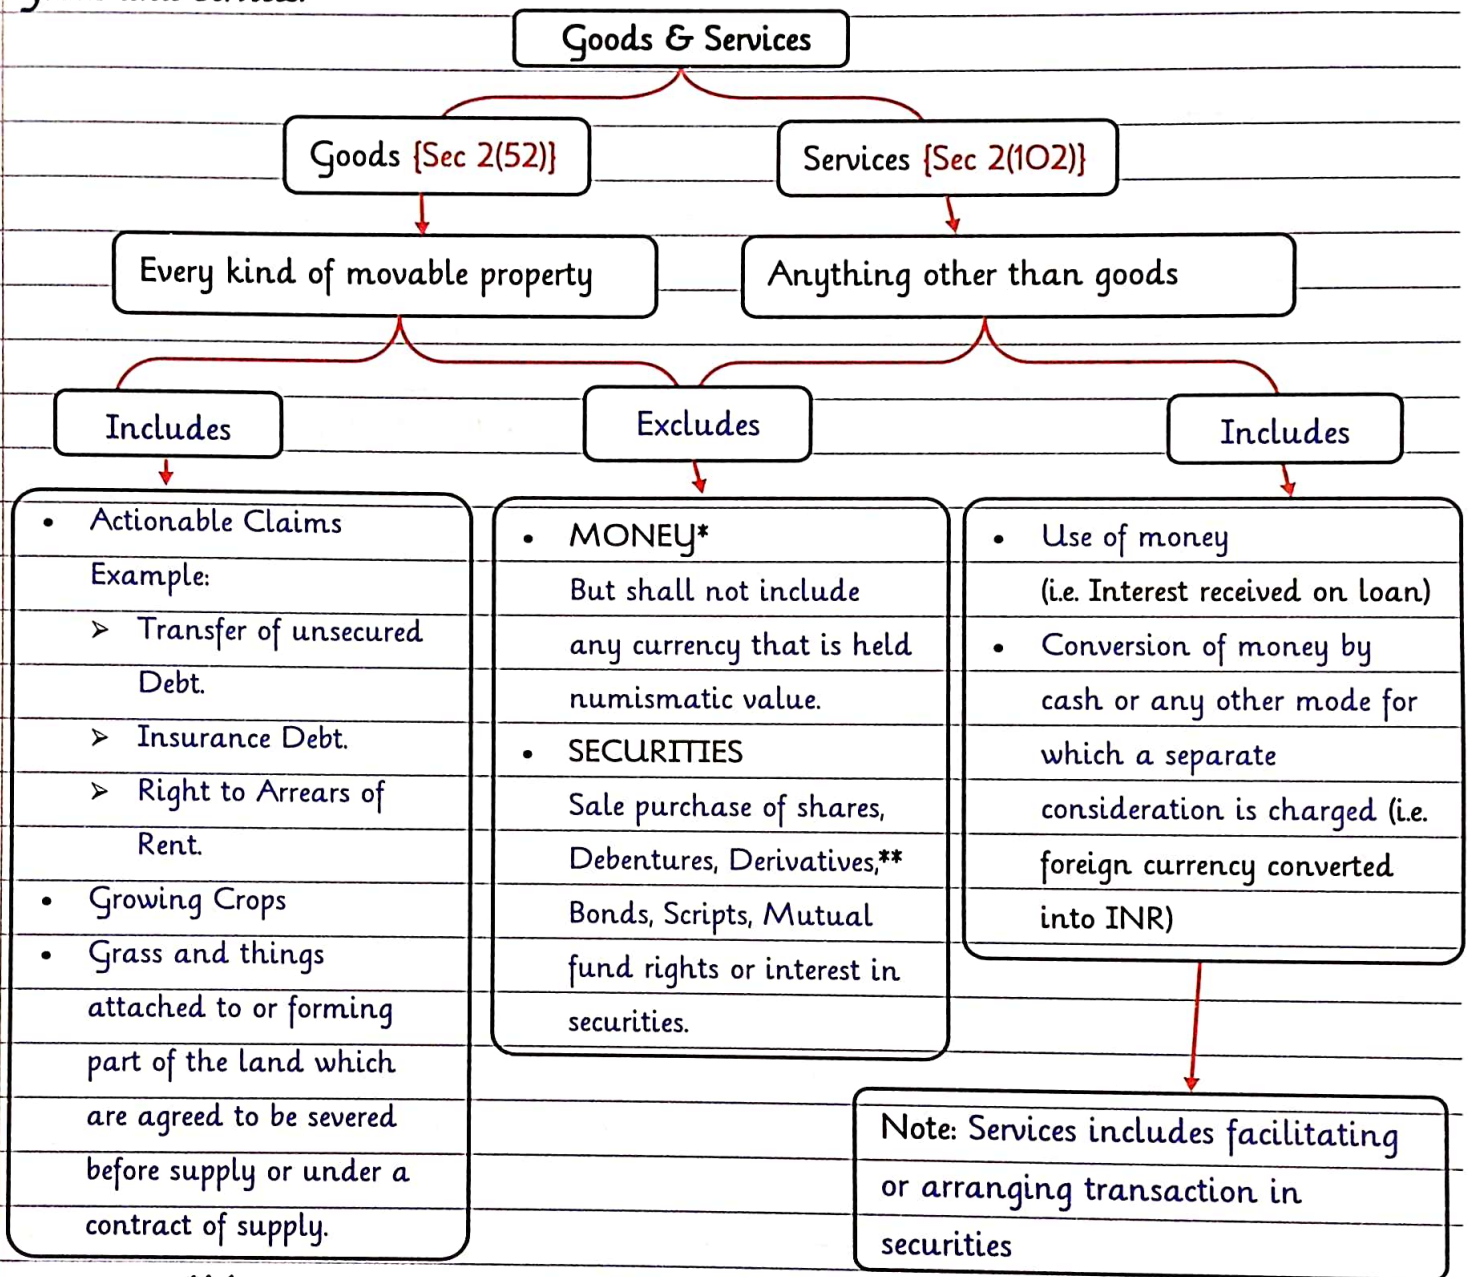 Goods & Services
Goods {Sec 2(52)}
Services {Sec 2(102)}
Every kind of movable property
Anything other than goods
Includes
Excludes
Includes
• Actionable Claims
Example:
➢ Transfer of unsecured
Debt.
➢ Insurance Debt.
➢ Right to Arrears of
Rent.
• Growing Crops
• Grass and things
attached to or forming
part of the land which
are agreed to be severed
before supply or under a
contract of supply.
• MONEY*
But shall not include
any currency that is held
numismatic value.
• SECURITIES
Sale purchase of shares,
Debentures, Derivatives,**
Bonds, Scripts, Mutual
fund rights or interest in
securities.
• Use of money
(i.e. Interest received on loan)
• Conversion of money by
cash or any other mode for
which a separate
consideration is charged (i.e.
foreign currency converted
into INR)
Note: Services includes facilitating
or arranging transaction in
securities